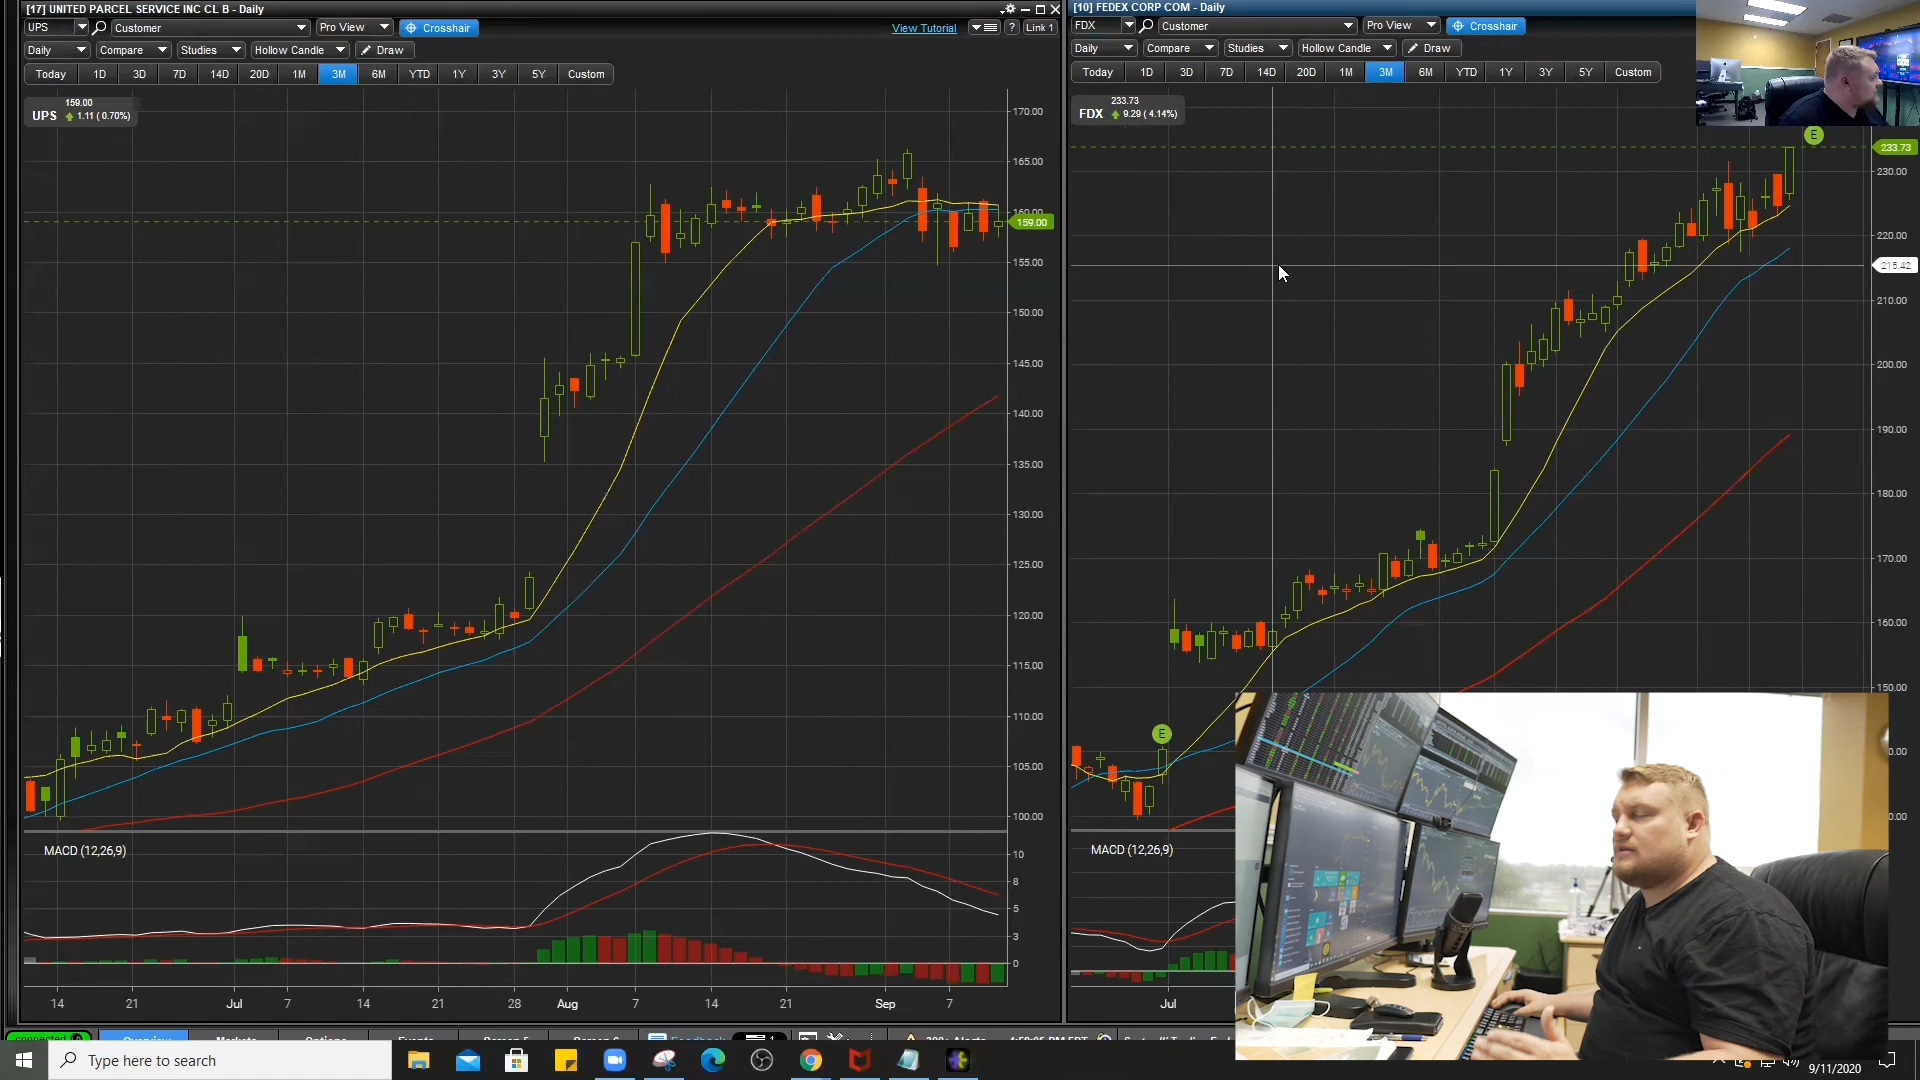 [17] UNITED PARCEL SERVICE INC CL B - Daily
UPS
Customer
Pro View
Crosshair
View Tutorial
?
Link 1
Daily
Compare
Studies
Hollow Candle
Draw
Today 1D 3D 7D 14D 20D 1M 3M 6M YTD 1Y 3Y 5Y Custom
159.00
UPS 1.11 ( 0.70%)
170.00
165.00
160.00
159.00
155.00
150.00
145.00
140.00
135.00
130.00
125.00
120.00
115.00
110.00
105.00
100.00
MACD (12,26,9)
10
8
5
3
0
14 21 Jul 7 14 21 28 Aug 7 14 21 Sep 7
[10] FEDEX CORP COM - Daily
FDX
Customer
Pro View
Crosshair
Daily
Compare
Studies
Hollow Candle
Draw
Today 1D 3D 7D 14D 20D 1M 3M 6M YTD 1Y 3Y 5Y Custom
233.73
FDX 9.29 ( 4.14%)
E
233.73
230.00
220.00
215.42
210.00
200.00
190.00
180.00
170.00
160.00
150.00
E
MACD (12,26,9)
Jul
Type here to search
9/11/2020